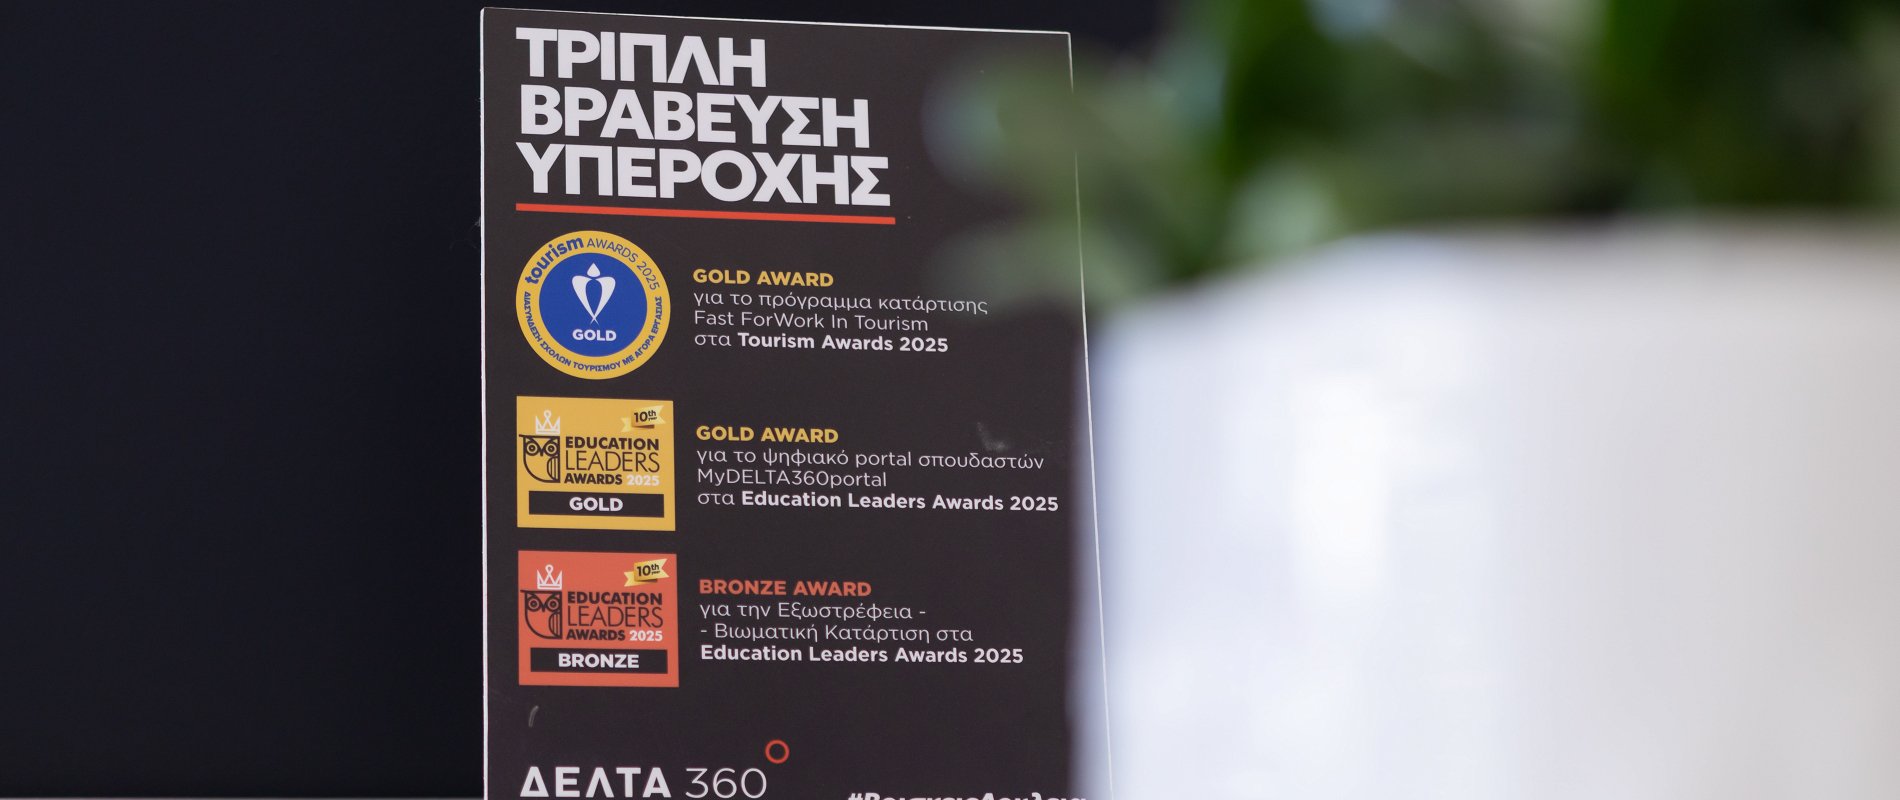 ΤΡΙΠΛΗ
ΒΡΑΒΕΥΣΗ
ΥΠΕΡΟΧΗΣ
tourism AWARDS 2025
GOLD
ΔΙΑΣΥΝΔΕΣΗ ΣΧΟΛΩΝ ΤΟΥΡΙΣΜΟΥ ΜΕ ΑΓΟΡΑ ΕΡΓΑΣΙΑΣ
GOLD AWARD
για το πρόγραμμα κατάρτισης
Fast ForWork In Tourism
στα Tourism Awards 2025
10th year
EDUCATION
LEADERS
AWARDS 2025
GOLD
GOLD AWARD
για το ψηφιακό portal σπουδαστών
MyDELTA360portal
στα Education Leaders Awards 2025
10th year
EDUCATION
LEADERS
AWARDS 2025
BRONZE
BRONZE AWARD
για την Εξωστρέφεια -
- Βιωματική Κατάρτιση στα
Education Leaders Awards 2025
ΔΕΛΤΑ 360°